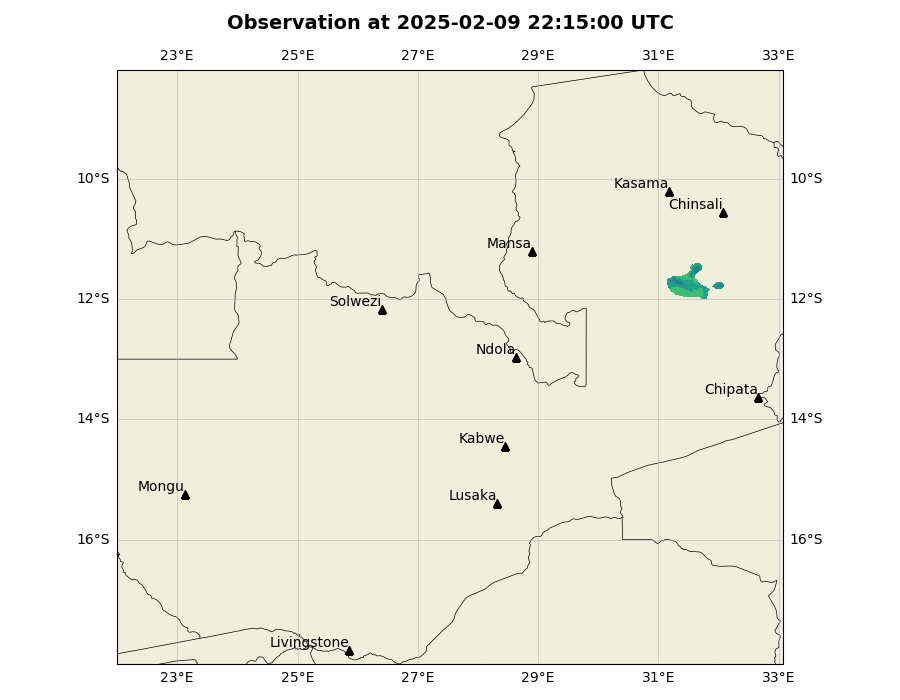 Observation at 2025-02-09 22:15:00 UTC
23°E 25°E 27°E 29°E 31°E 33°E
10°S 10°S
Kasama
Chinsali
Mansa
12°S 12°S
Solwezi
Ndola
Chipata
14°S 14°S
Kabwe
Mongu
Lusaka
16°S 16°S
Livingstone
23°E 25°E 27°E 29°E 31°E 33°E